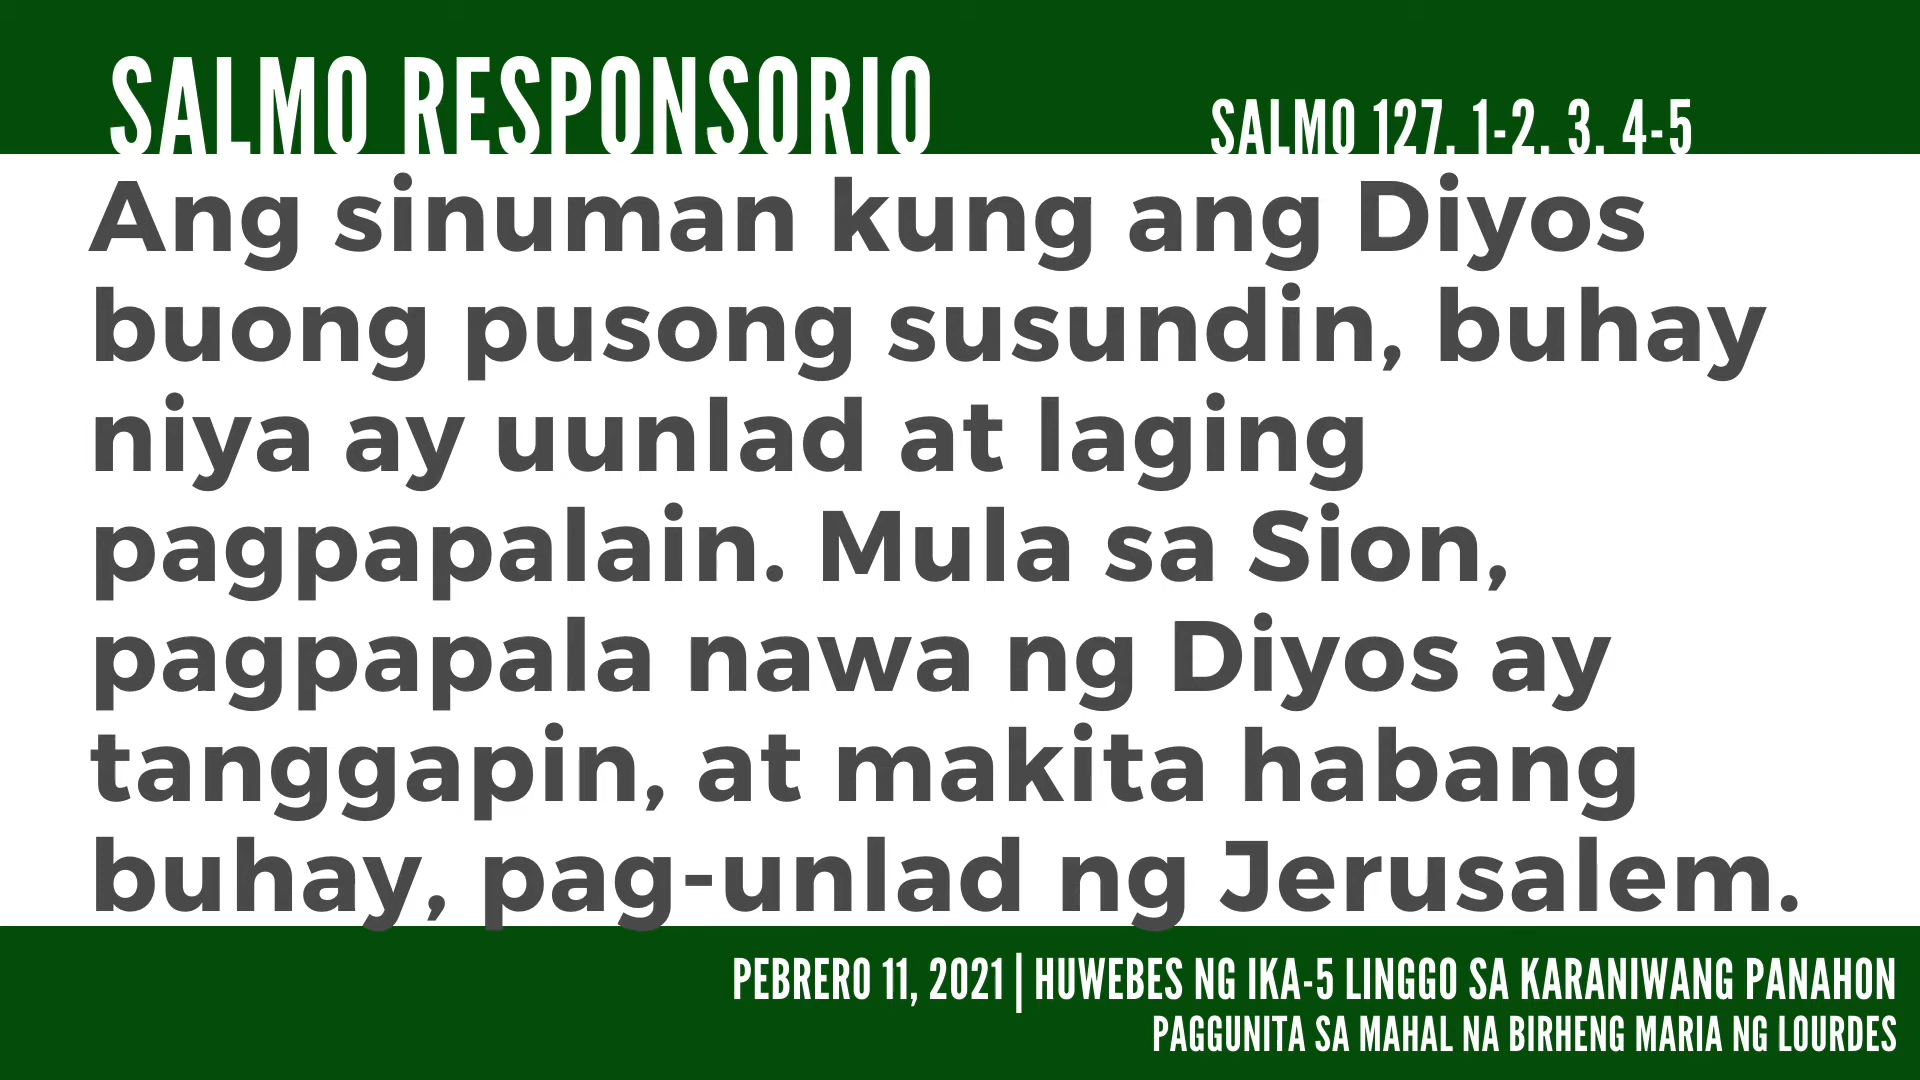 SALMO RESPONSORIO
SALMO 127, 1-2. 3. 4-5
Ang sinuman kung ang Diyos
buong pusong susundin, buhay
niya ay uunlad at laging
pagpapalain. Mula sa Sion,
pagpapala nawa ng Diyos ay
tanggapin, at makita habang
buhay, pag-unlad ng Jerusalem.
PEBRERO 11, 2021 | HUWEBES NG IKA-5 LINGGO SA KARANIWANG PANAHON
PAGGUNITA SA MAHAL NA BIRHENG MARIA NG LOURDES